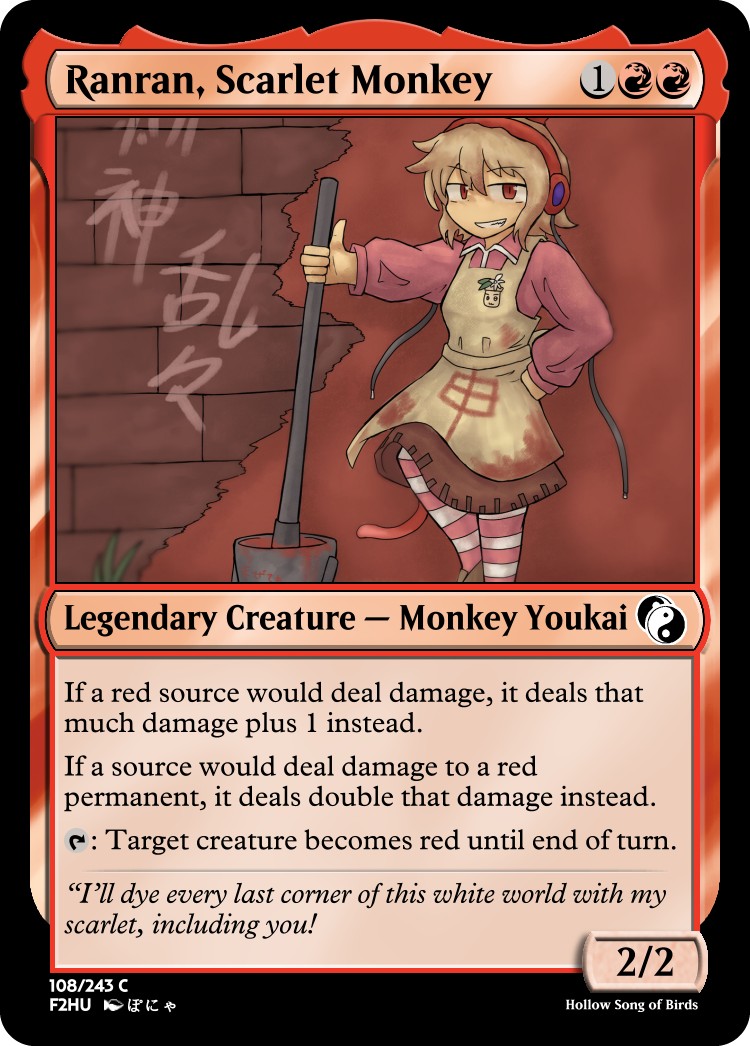 Ranran, Scarlet Monkey
1
神
乱々
Legendary Creature — Monkey Youkai
If a red source would deal damage, it deals that
much damage plus 1 instead.
If a source would deal damage to a red
permanent, it deals double that damage instead.
: Target creature becomes red until end of turn.
“I’ll dye every last corner of this white world with my
scarlet, including you!
2/2
108/243 C
F2HU ぽにゃ
Hollow Song of Birds